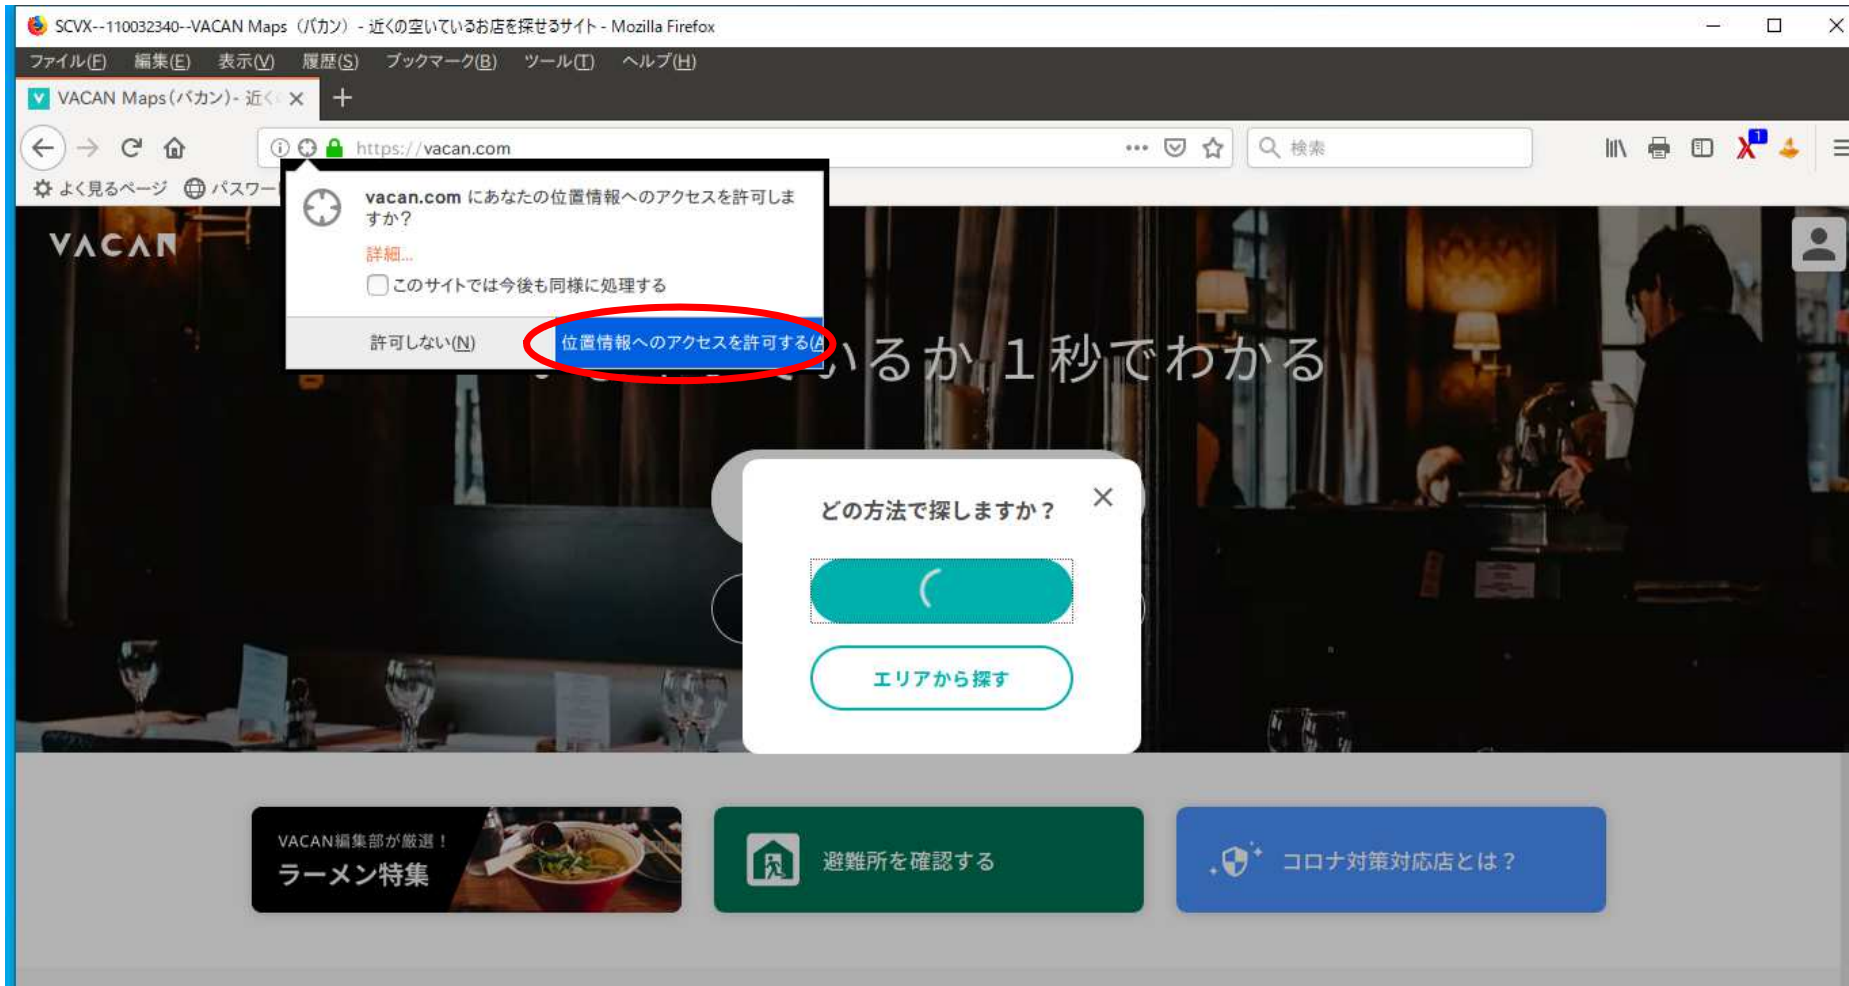 SCVX--110032340--VACAN Maps（バカン）- 近くの空いているお店を探せるサイト - Mozilla Firefox
ファイル(F) 編集(E) 表示(V) 履歴(S) ブックマーク(B) ツール(T) ヘルプ(H)
VACAN Maps(バカン)- 近く
https://vacan.com
検索
よく見るページ パスワー
vacan.com にあなたの位置情報へのアクセスを許可しま
すか？
詳細...
このサイトでは今後も同様に処理する
許可しない(N) 位置情報へのアクセスを許可する(A
VACAN
いるか１秒でわかる
どの方法で探しますか？
エリアから探す
VACAN編集部が厳選！
ラーメン特集
避難所を確認する
コロナ対策対応店とは？